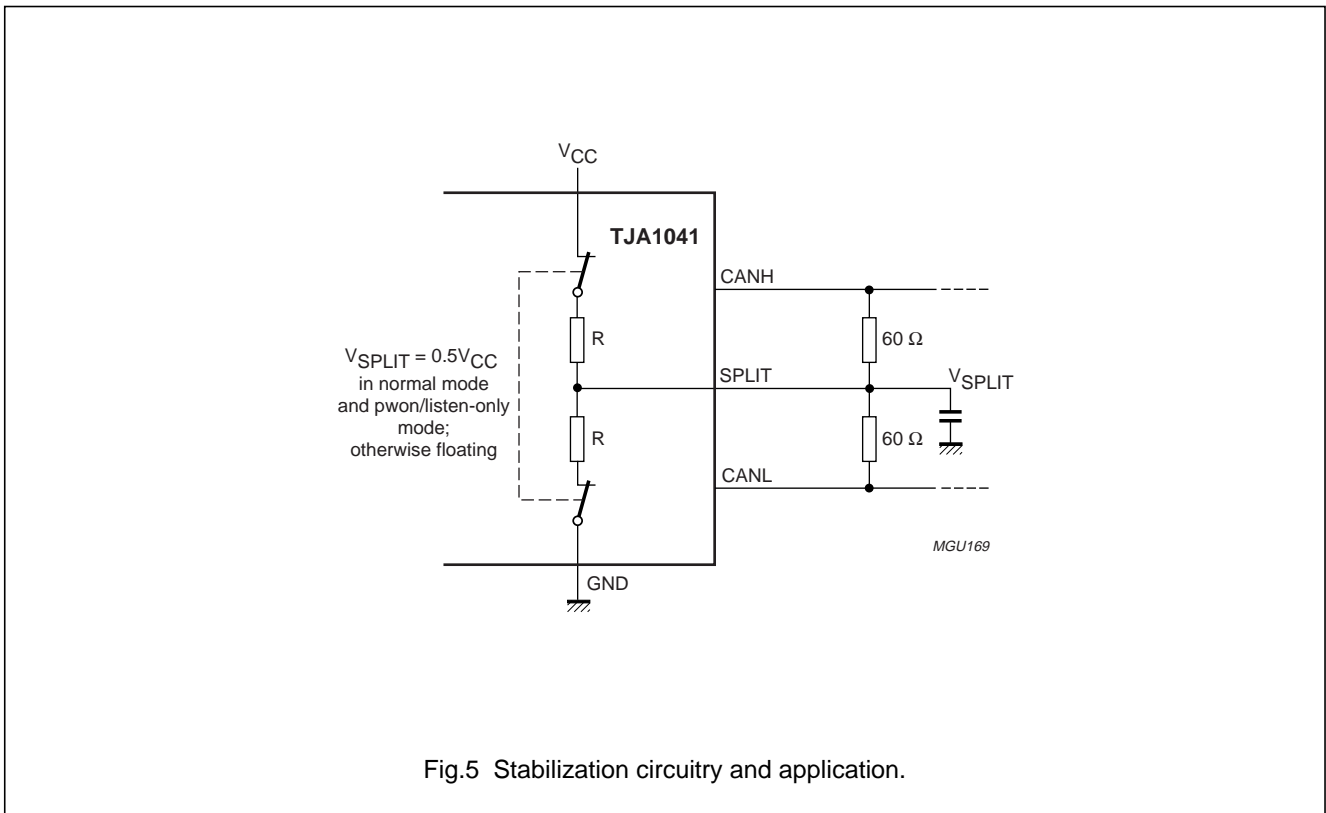 VCC
TJA1041
CANH
R
60 Ω
VSPLIT = 0.5VCC
in normal mode
and pwon/listen-only
mode;
otherwise floating
SPLIT
VSPLIT
R
60 Ω
CANL
MGU169
GND
Fig.5 Stabilization circuitry and application.